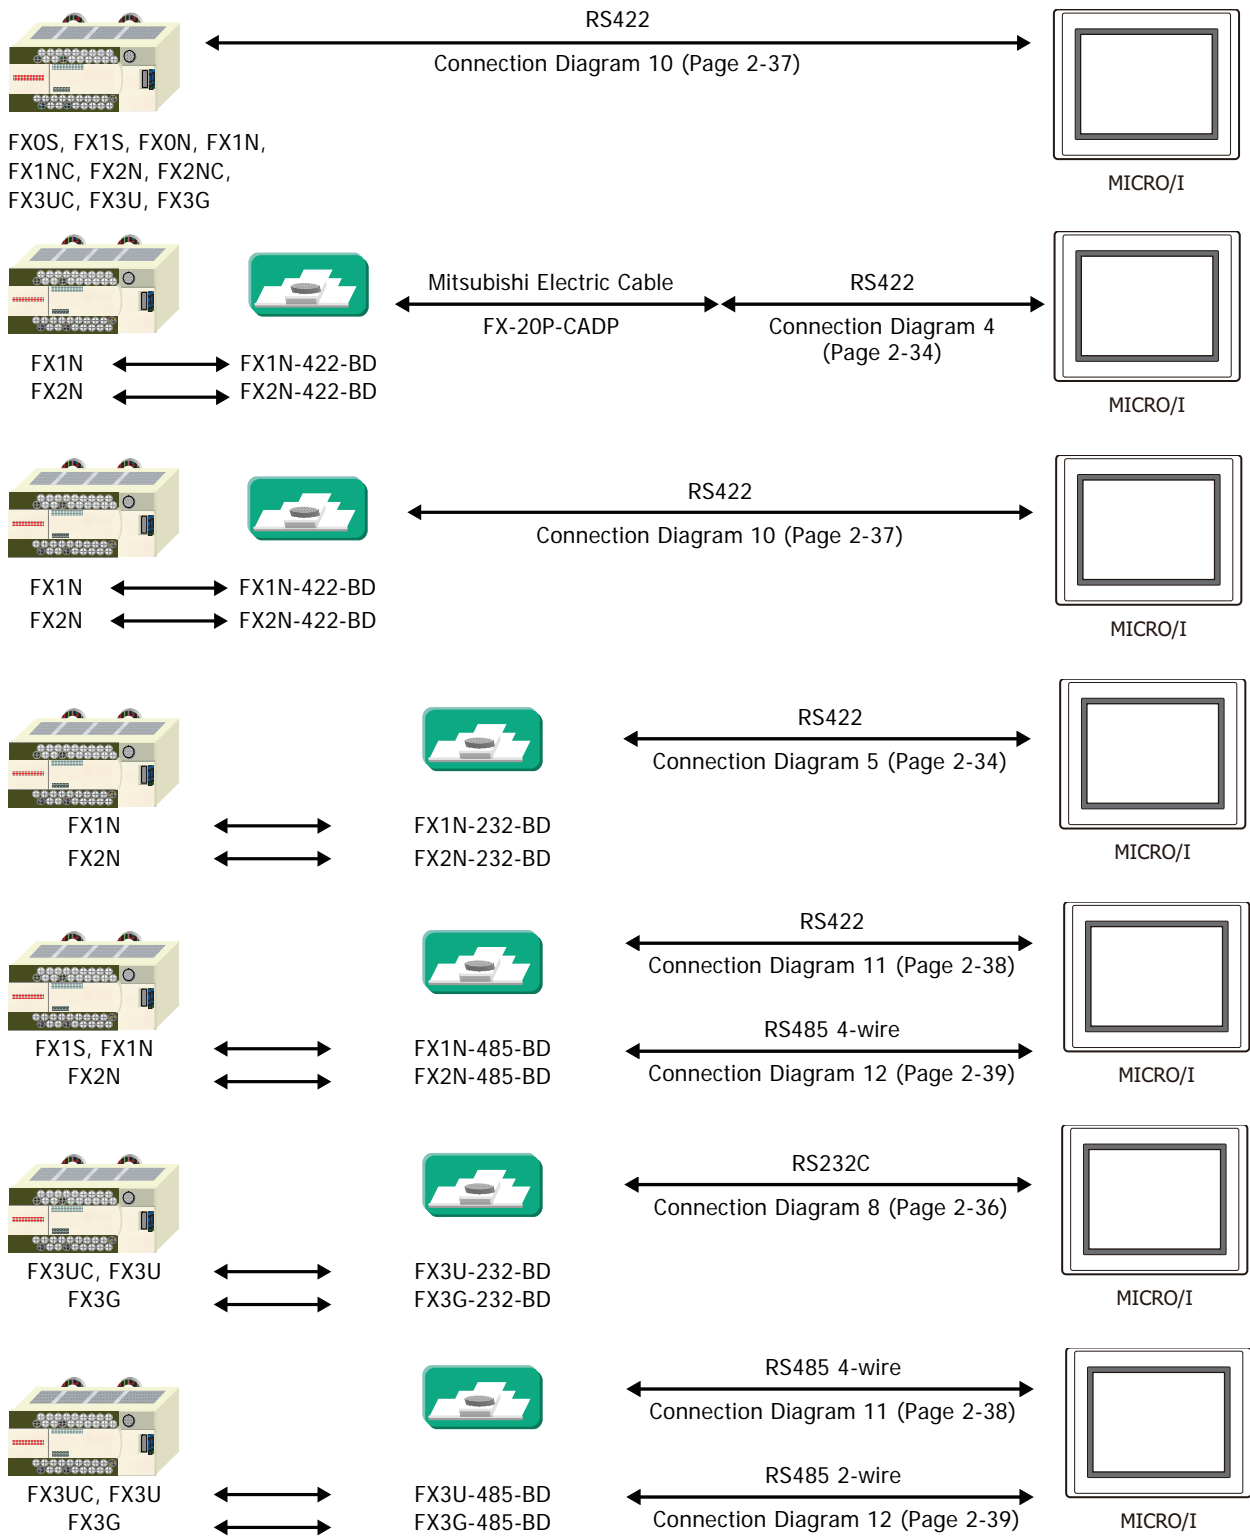 RS422
Connection Diagram 10 (Page 2-37)
FX0S, FX1S, FX0N, FX1N,
FX1NC, FX2N, FX2NC,
FX3UC, FX3U, FX3G
MICRO/I
Mitsubishi Electric Cable
FX-20P-CADP
RS422
Connection Diagram 4
(Page 2-34)
FX1N
FX1N-422-BD
FX2N
FX2N-422-BD
MICRO/I
RS422
Connection Diagram 10 (Page 2-37)
FX1N
FX1N-422-BD
FX2N
FX2N-422-BD
MICRO/I
RS422
Connection Diagram 5 (Page 2-34)
FX1N
FX1N-232-BD
FX2N
FX2N-232-BD
MICRO/I
RS422
Connection Diagram 11 (Page 2-38)
RS485 4-wire
Connection Diagram 12 (Page 2-39)
FX1S, FX1N
FX1N-485-BD
FX2N
FX2N-485-BD
MICRO/I
RS232C
Connection Diagram 8 (Page 2-36)
FX3UC, FX3U
FX3U-232-BD
FX3G
FX3G-232-BD
MICRO/I
RS485 4-wire
Connection Diagram 11 (Page 2-38)
RS485 2-wire
Connection Diagram 12 (Page 2-39)
FX3UC, FX3U
FX3U-485-BD
FX3G
FX3G-485-BD
MICRO/I